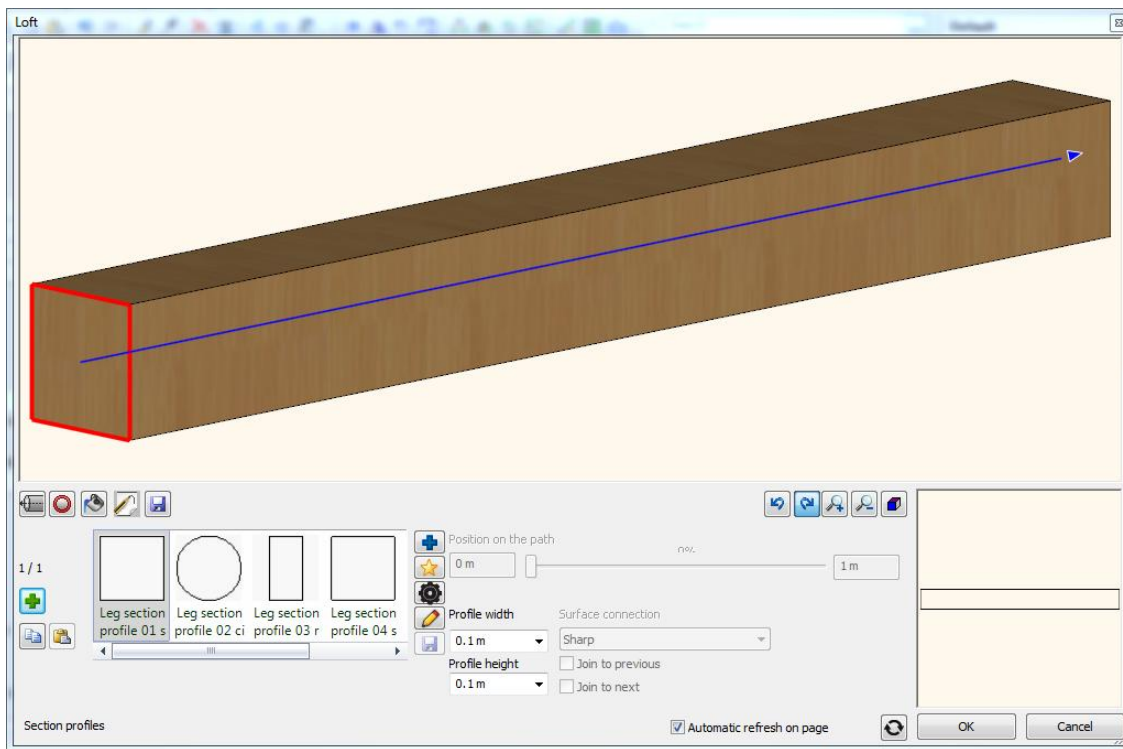 Loft
Default
1 / 1
Leg section
profile 01 s
Leg section
profile 02 ci
Leg section
profile 03 r
Leg section
profile 04 s
Position on the path
0 m
1 m
Profile width
0.1 m
Profile height
0.1 m
Surface connection
Sharp
Join to previous
Join to next
Section profiles
Automatic refresh on page
OK
Cancel